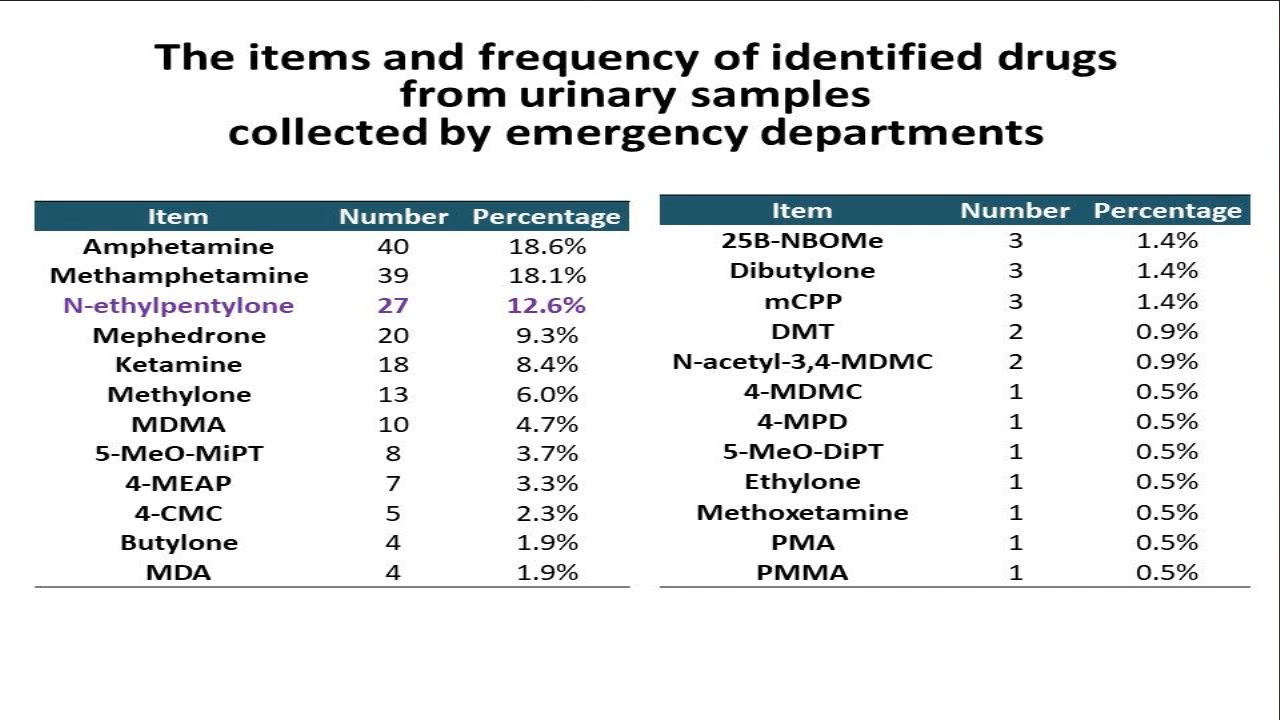 The items and frequency of identified drugs
from urinary samples
collected by emergency departments
Item Number Percentage
Amphetamine 40 18.6%
Methamphetamine 39 18.1%
N-ethylpentylone 27 12.6%
Mephedrone 20 9.3%
Ketamine 18 8.4%
Methylone 13 6.0%
MDMA 10 4.7%
5-MeO-MiPT 8 3.7%
4-MEAP 7 3.3%
4-CMC 5 2.3%
Butylone 4 1.9%
MDA 4 1.9%
Item Number Percentage
25B-NBOMe 3 1.4%
Dibutylone 3 1.4%
mCPP 3 1.4%
DMT 2 0.9%
N-acetyl-3,4-MDMC 2 0.9%
4-MDMC 1 0.5%
4-MPD 1 0.5%
5-MeO-DiPT 1 0.5%
Ethylone 1 0.5%
Methoxetamine 1 0.5%
PMA 1 0.5%
PMMA 1 0.5%